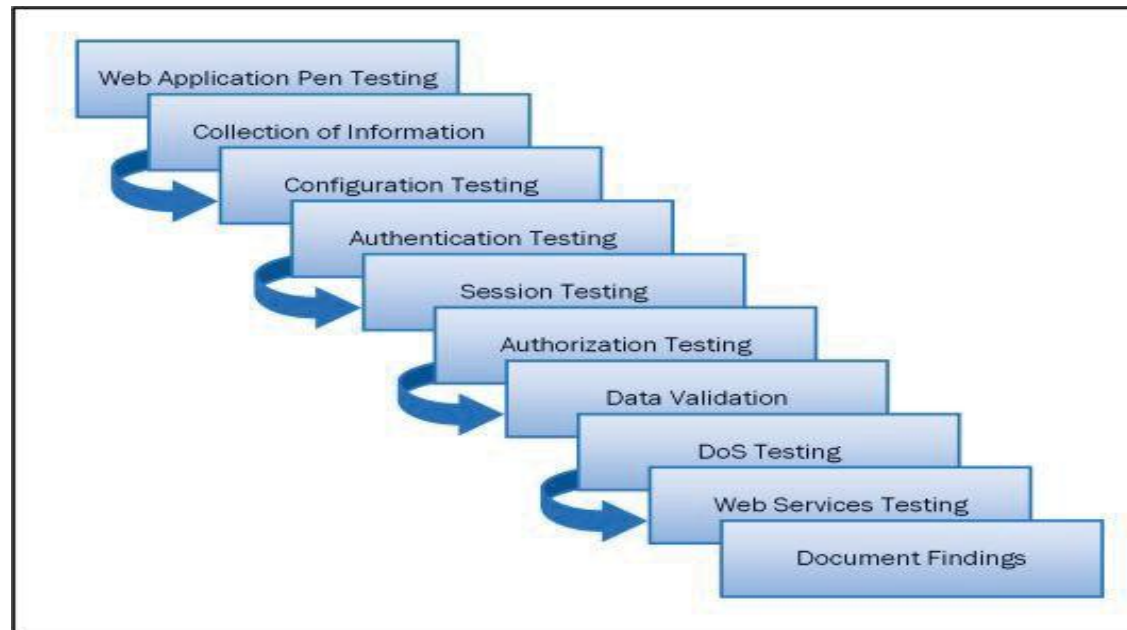 Web Application Pen Testing
Collection of Information
Configuration Testing
Authentication Testing
Session Testing
Authorization Testing
Data Validation
DoS Testing
Web Services Testing
Document Findings